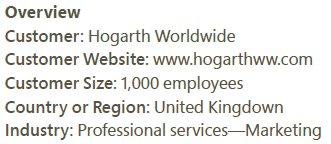 Overview
Customer: Hogarth Worldwide
Customer Website: www.hogarthww.com
Customer Size: 1,000 employees
Country or Region: United Kingdown
Industry: Professional services—Marketing